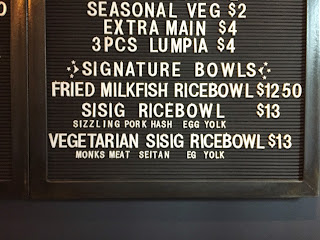 SEASONAL VEG $2
EXTRA MAIN $4
3PCS LUMPIA $4
SIGNATURE BOWLS
FRIED MILKFISH RICEBOWL $1250
SISIG RICEBOWL $13
SIZZLING PORK HASH EGG YOLK
VEGETARIAN SISIG RICEBOWL $13
MONKS MEAT SEITAN EG YOLK